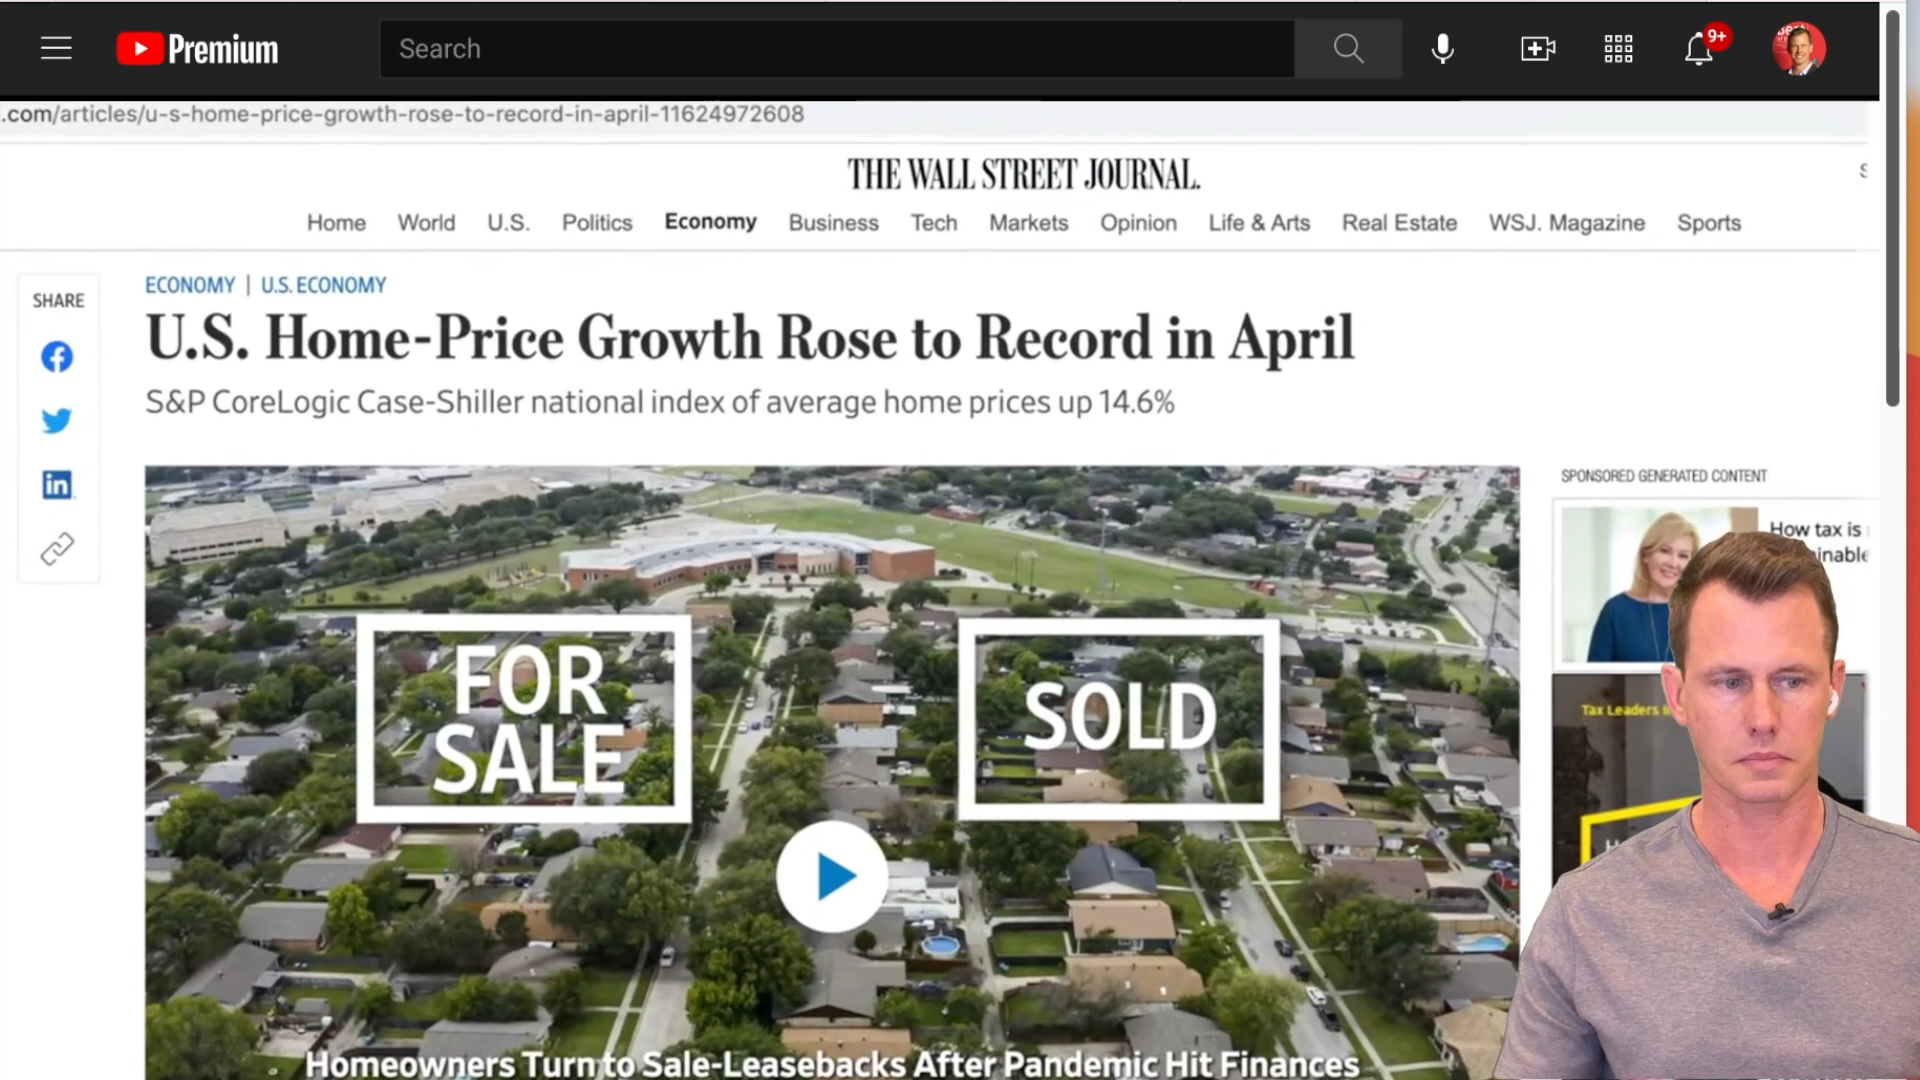 Premium
Search
9+
.com/articles/u-s-home-price-growth-rose-to-record-in-april-11624972608
THE WALL STREET JOURNAL.
S
Home World U.S. Politics Economy Business Tech Markets Opinion Life & Arts Real Estate WSJ. Magazine Sports
ECONOMY | U.S. ECONOMY
SHARE
U.S. Home-Price Growth Rose to Record in April
S&P CoreLogic Case-Shiller national index of average home prices up 14.6%
SPONSORED GENERATED CONTENT
How tax is
FOR
SALE
SOLD
Tax Leaders
Homeowners Turn to Sale-Leasebacks After Pandemic Hit Finances